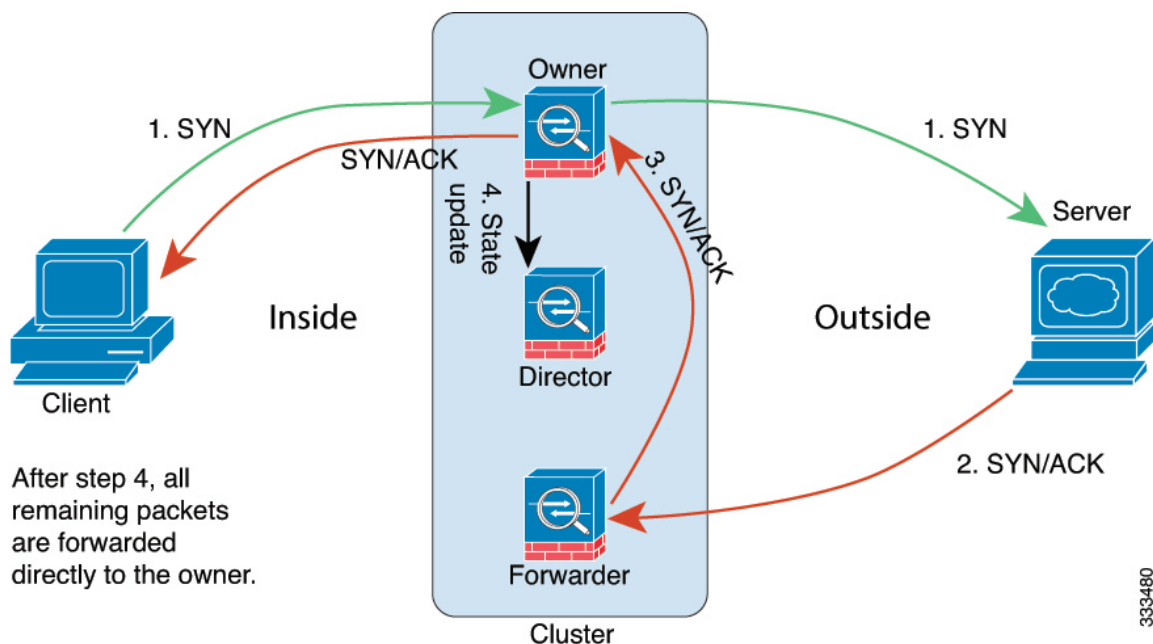 Owner
1. SYN
1. SYN
SYN/ACK
3. SYN/ACK
4. State
update
Server
Inside
Outside
Director
Client
2. SYN/ACK
After step 4, all
remaining packets
are forwarded
directly to the owner.
Forwarder
Cluster
333480